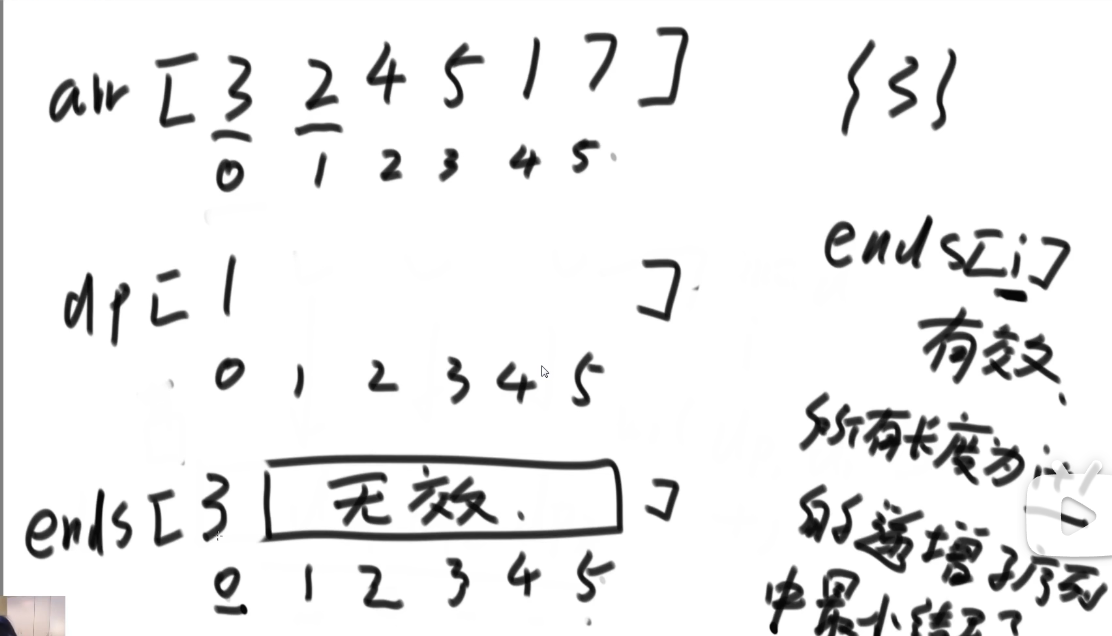 arr [ 3 2 4 5 1 7 ]
0 1 2 3 4 5
dp [ 1 ]
0 1 2 3 4 5
ends [ 3 无效. ]
0 1 2 3 4 5
{3}
ends[i]
有效.
所有长度为i+1
的递增子序列
中最小结尾